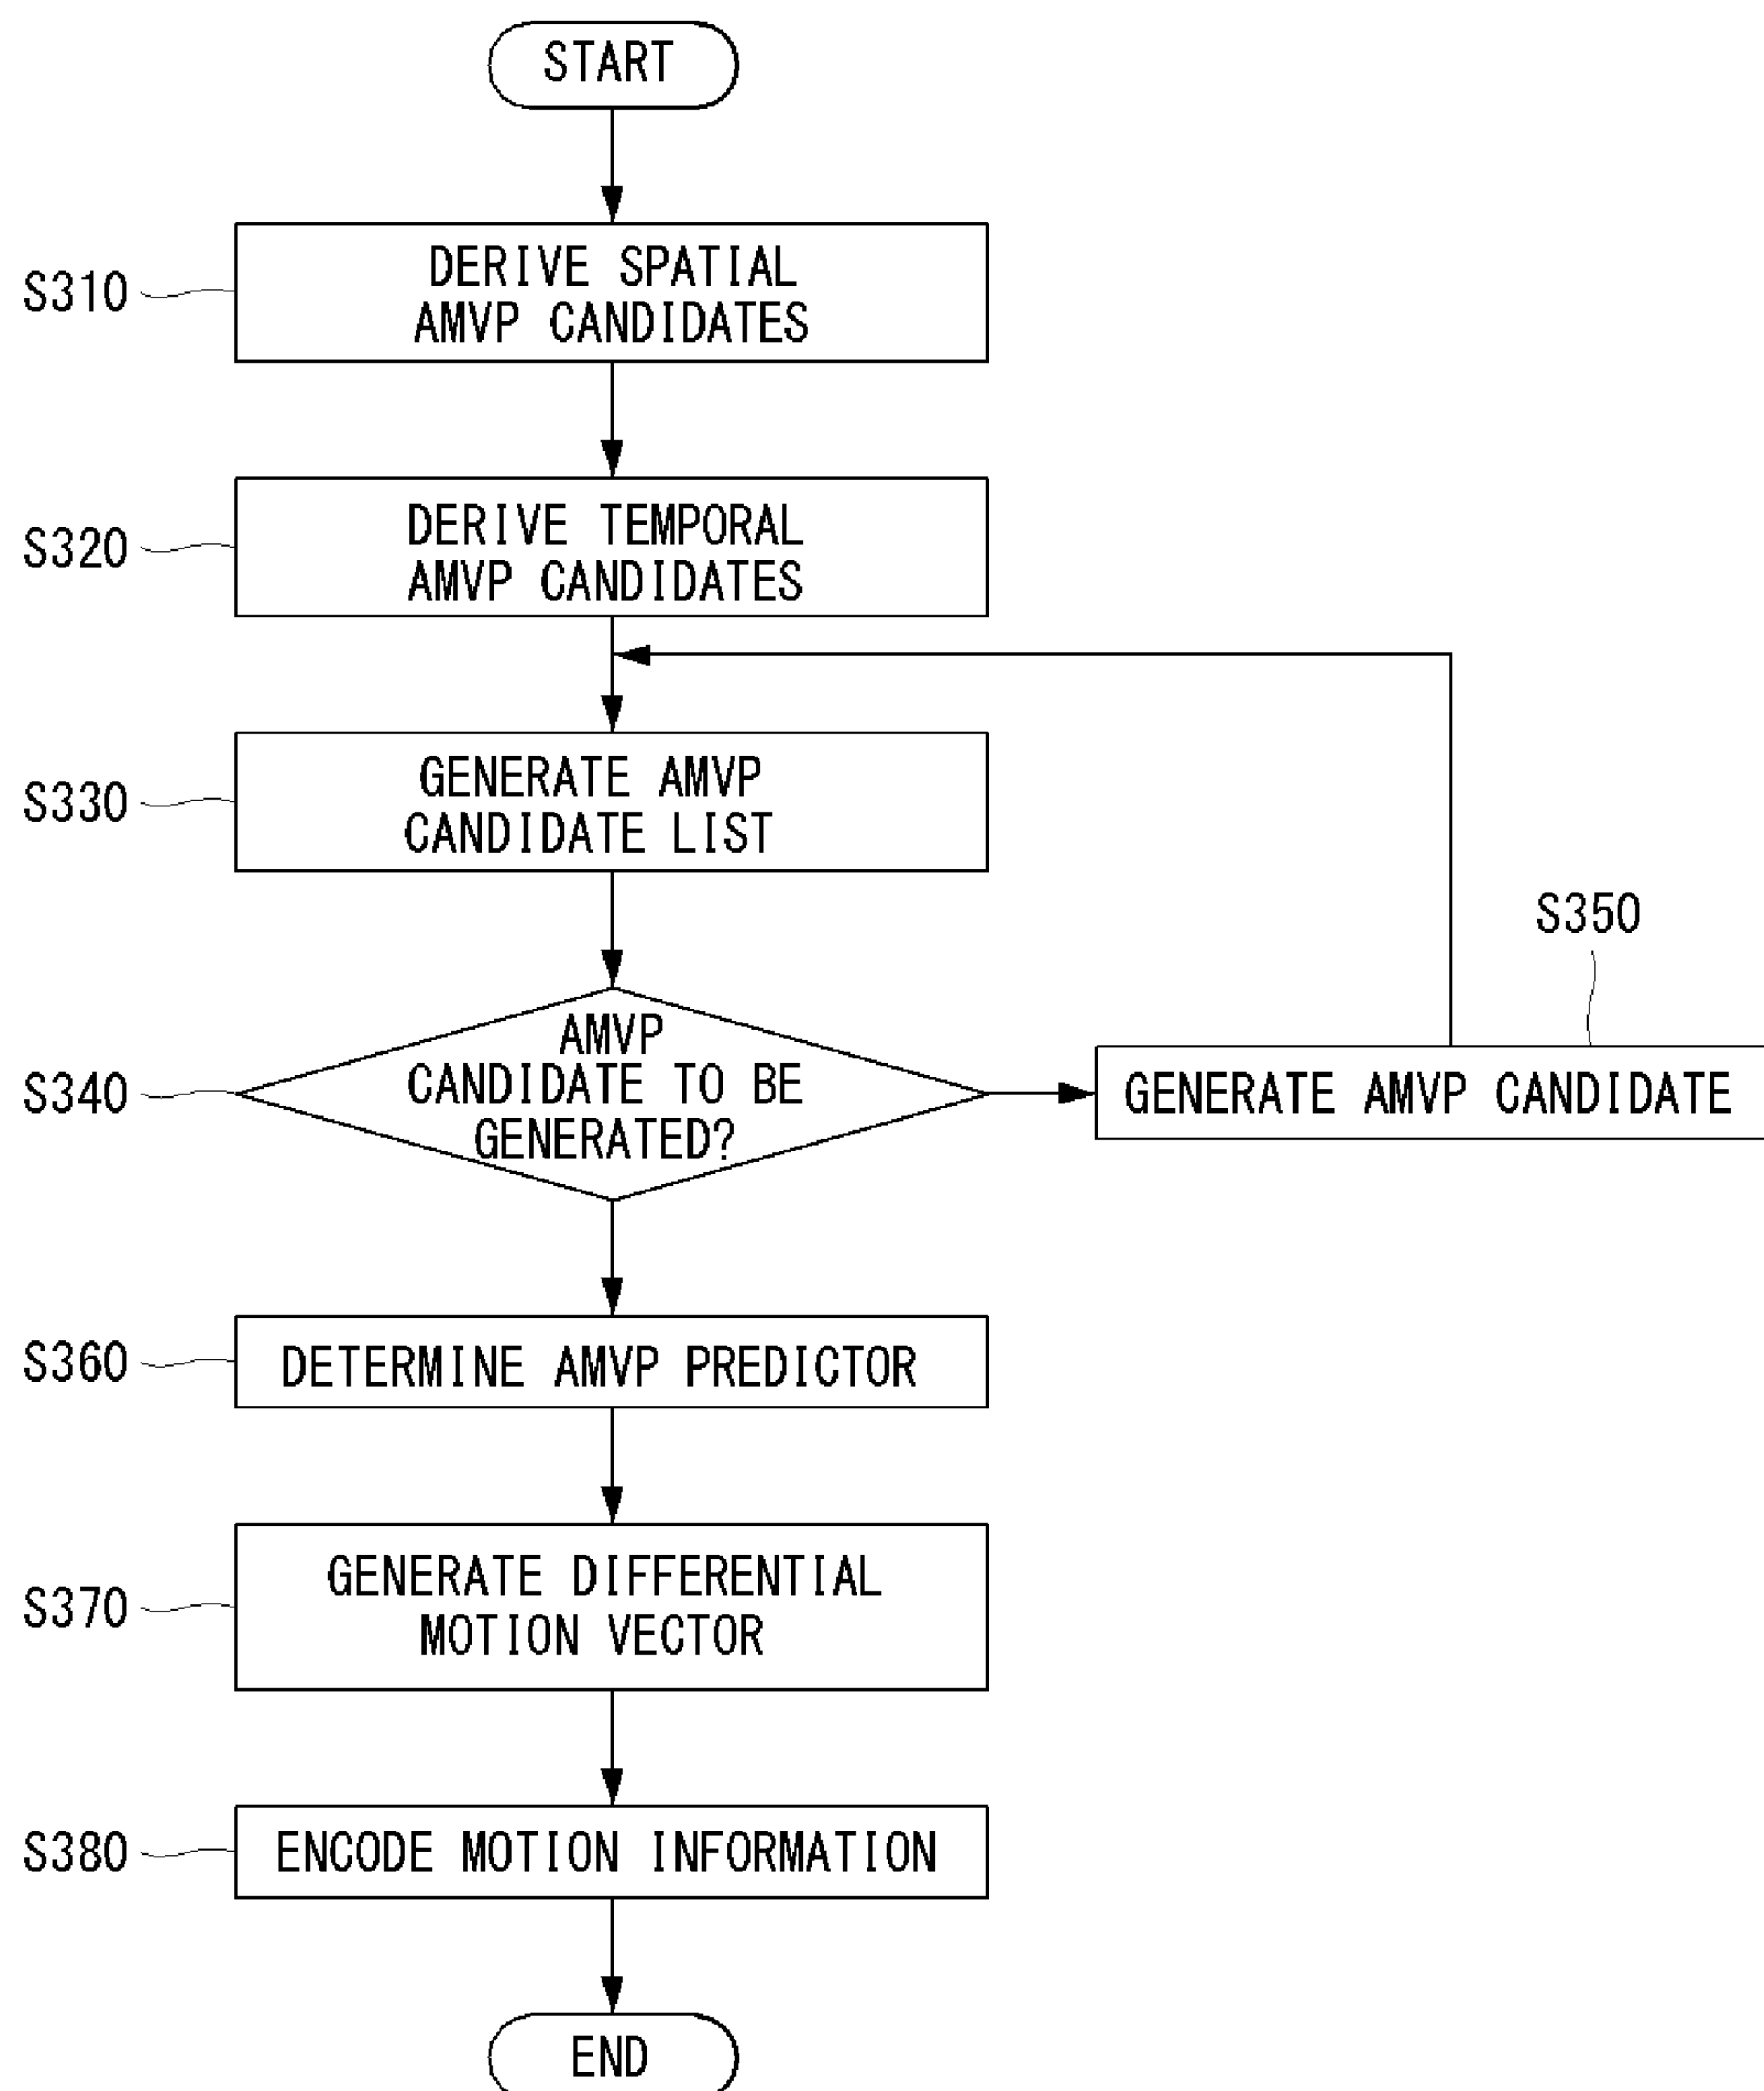 START
S310
DERIVE SPATIAL
AMVP CANDIDATES
S320
DERIVE TEMPORAL
AMVP CANDIDATES
S330
GENERATE AMVP
CANDIDATE LIST
S350
S340
AMVP
CANDIDATE TO BE
GENERATED?
GENERATE AMVP CANDIDATE
S360
DETERMINE AMVP PREDICTOR
S370
GENERATE DIFFERENTIAL
MOTION VECTOR
S380
ENCODE MOTION INFORMATION
END